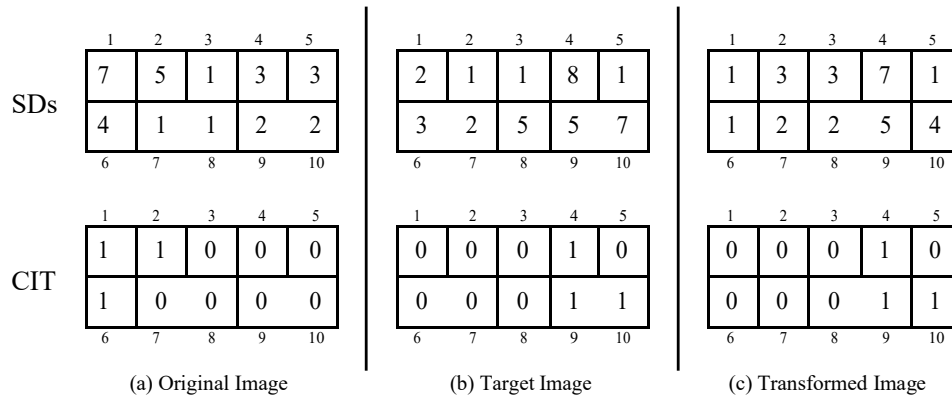 1 2 3 4 5 1 2 3 4 5 1 2 3 4 5
7 5 1 3 3 2 1 1 8 1 1 3 3 7 1
SDs
4 1 1 2 2 3 2 5 5 7 1 2 2 5 4
6 7 8 9 10 6 7 8 9 10 6 7 8 9 10
1 2 3 4 5 1 2 3 4 5 1 2 3 4 5
1 1 0 0 0 0 0 0 1 0 0 0 0 1 0
CIT
1 0 0 0 0 0 0 0 1 1 0 0 0 1 1
6 7 8 9 10 6 7 8 9 10 6 7 8 9 10
(a) Original Image (b) Target Image (c) Transformed Image